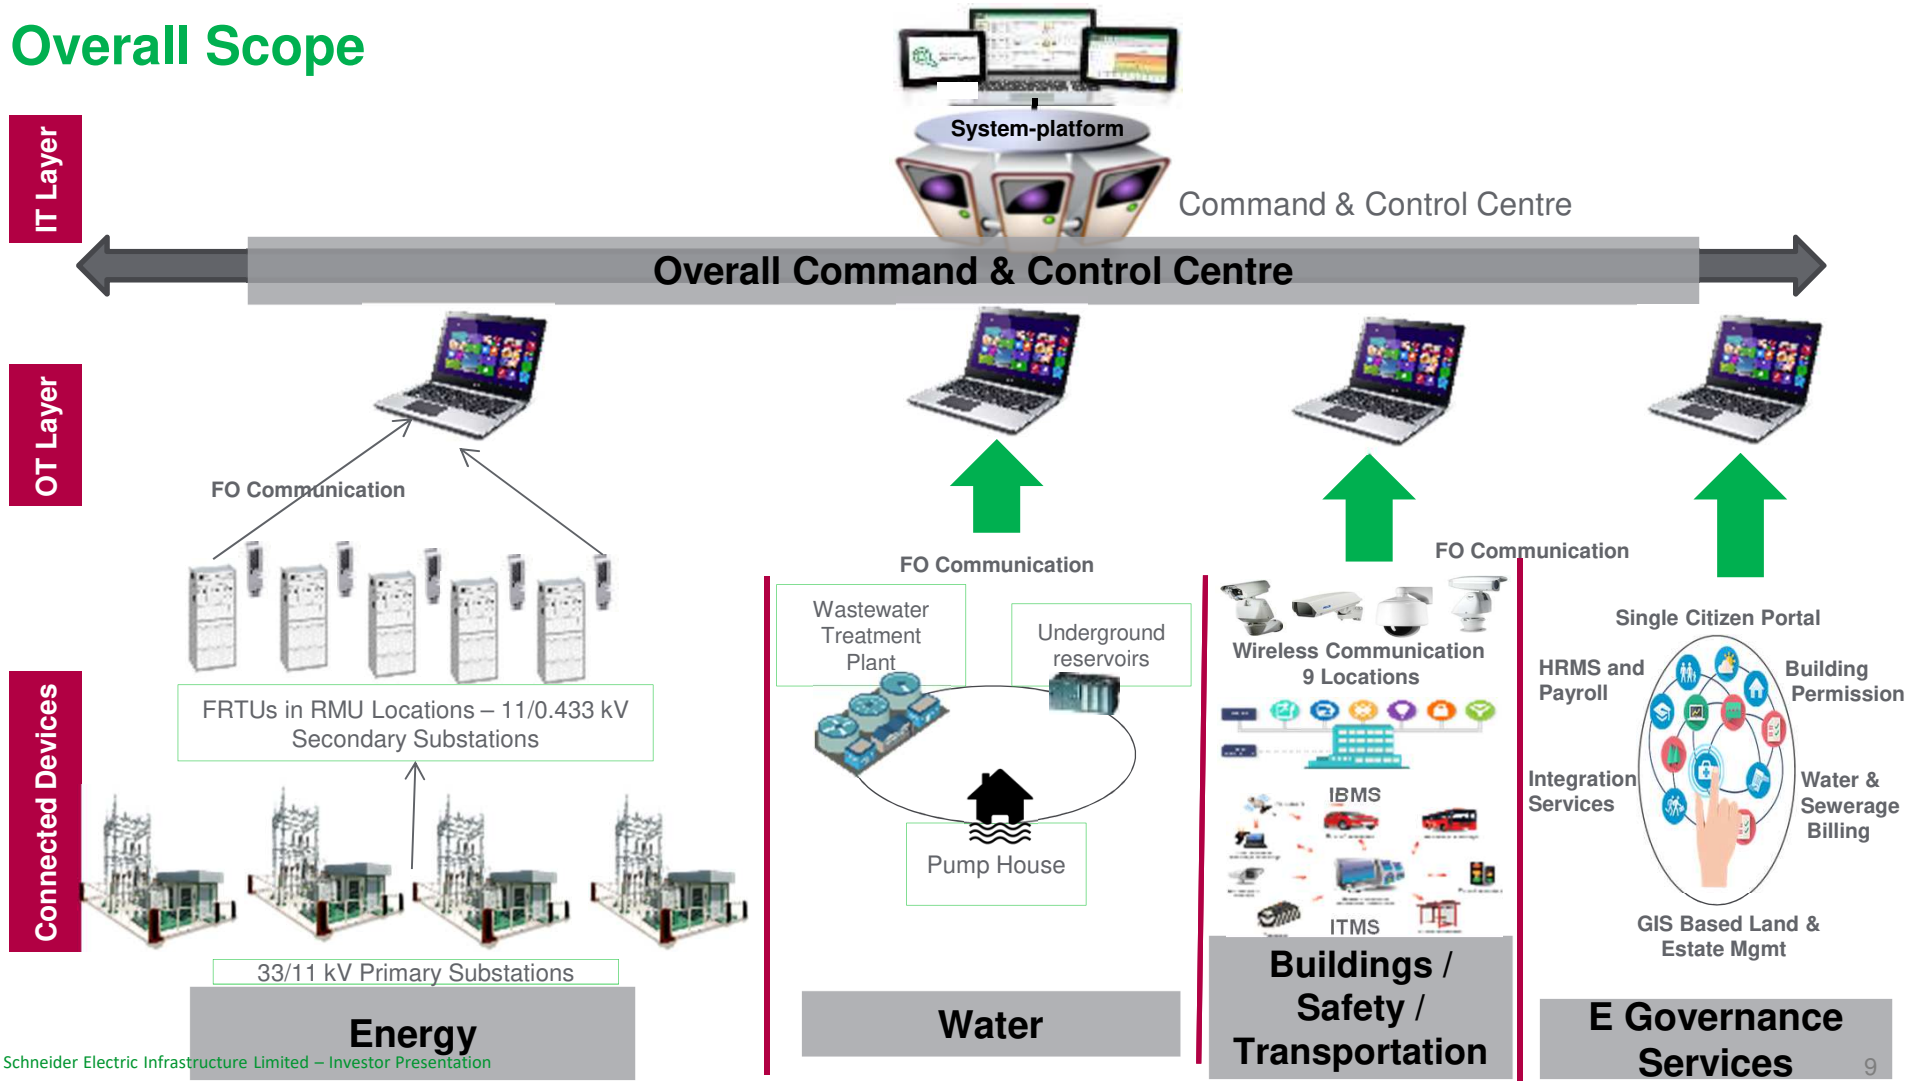 Overall Scope
System-platform
IT Layer
Command & Control Centre
Overall Command & Control Centre
OT Layer
FO Communication
FO Communication
FO Communication
Connected Devices
FRTUs in RMU Locations – 11/0.433 kV
Secondary Substations
33/11 kV Primary Substations
Energy
Wastewater
Treatment
Plant
Underground
reservoirs
Pump House
Water
Wireless Communication
9 Locations
IBMS
ITMS
Buildings /
Safety /
Transportation
Single Citizen Portal
HRMS and
Payroll
Building
Permission
Integration
Services
Water &
Sewerage
Billing
GIS Based Land &
Estate Mgmt
E Governance
Services
Schneider Electric Infrastructure Limited – Investor Presentation
9